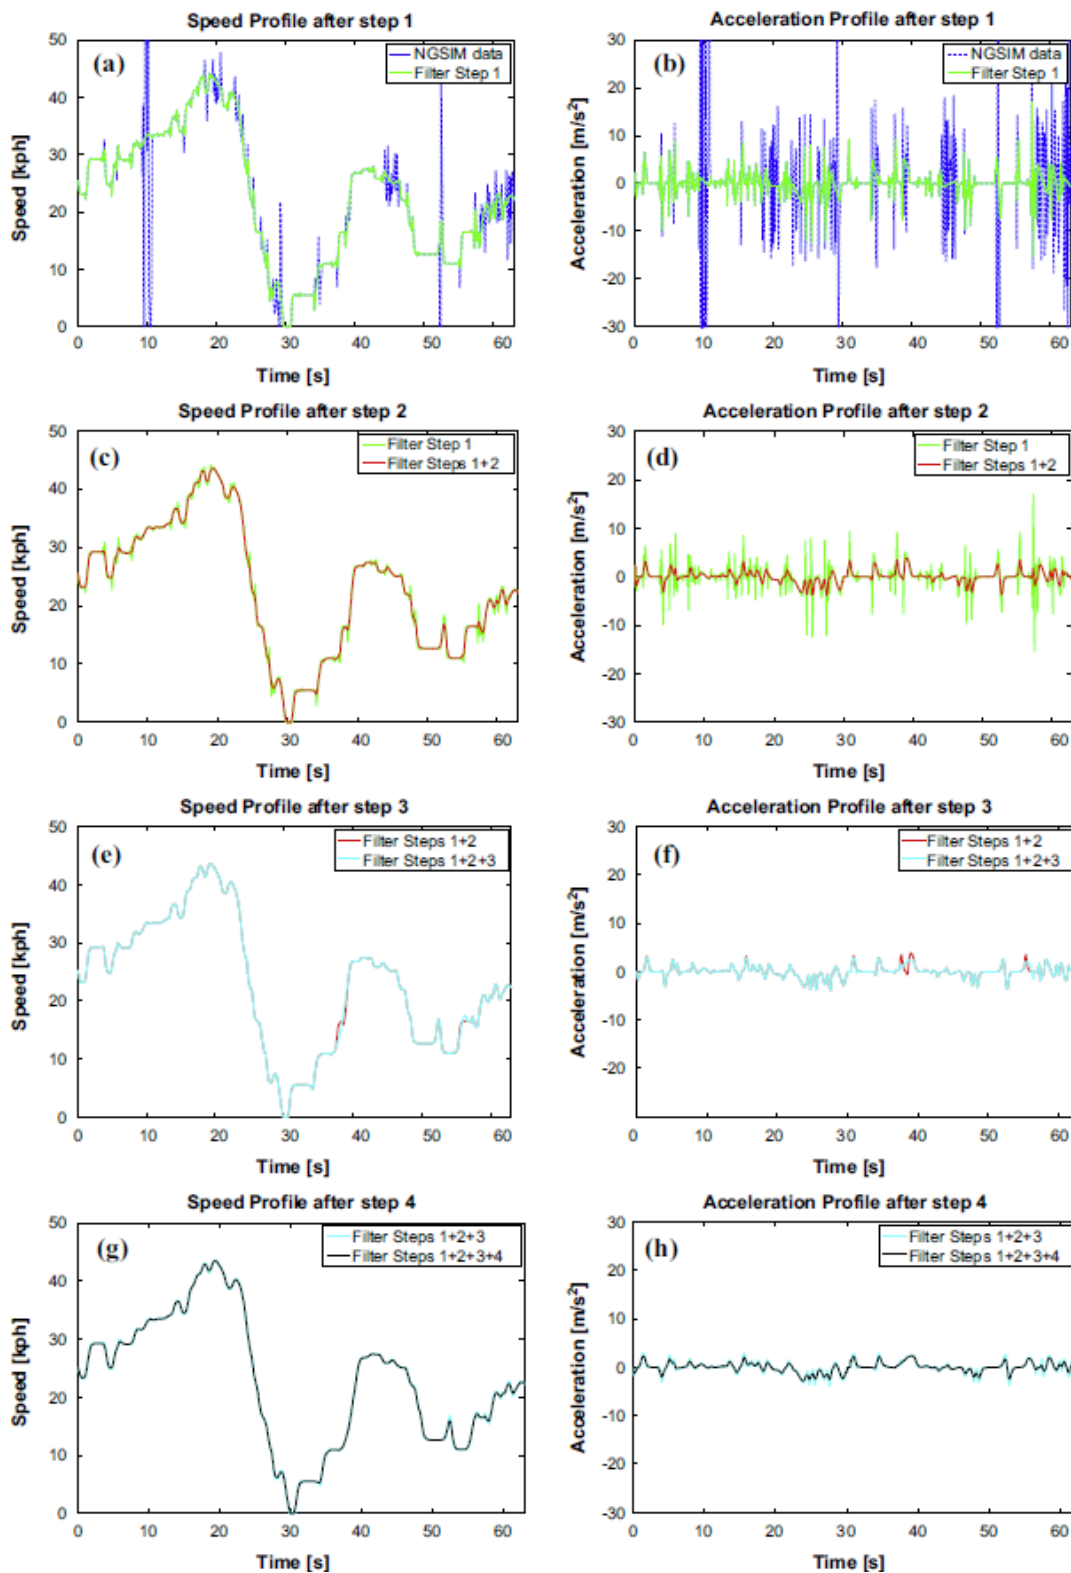 Speed Profile after step 1
50
40
30
20
10
0
Speed [kph]
(a)
NGSIM data
Filter Step 1
0 10 20 30 40 50 60
Time [s]
Acceleration Profile after step 1
30
20
10
0
-10
-20
-30
Acceleration [m/s²]
(b)
NGSIM data
Filter Step 1
0 10 20 30 40 50 60
Time [s]
Speed Profile after step 2
50
40
30
20
10
0
Speed [kph]
(c)
Filter Step 1
Filter Steps 1+2
0 10 20 30 40 50 60
Time [s]
Acceleration Profile after step 2
30
20
10
0
-10
-20
-30
Acceleration [m/s²]
(d)
Filter Step 1
Filter Steps 1+2
0 10 20 30 40 50 60
Time [s]
Speed Profile after step 3
50
40
30
20
10
0
Speed [kph]
(e)
Filter Steps 1+2
Filter Steps 1+2+3
0 10 20 30 40 50 60
Time [s]
Acceleration Profile after step 3
30
20
10
0
-10
-20
Acceleration [m/s²]
(f)
Filter Steps 1+2
Filter Steps 1+2+3
0 10 20 30 40 50 60
Time [s]
Speed Profile after step 4
50
40
30
20
10
0
Speed [kph]
(g)
Filter Steps 1+2+3
Filter Steps 1+2+3+4
0 10 20 30 40 50 60
Time [s]
Acceleration Profile after step 4
30
20
10
0
-10
-20
-30
Acceleration [m/s²]
(h)
Filter Steps 1+2+3
Filter Steps 1+2+3+4
0 10 20 30 40 50 60
Time [s]